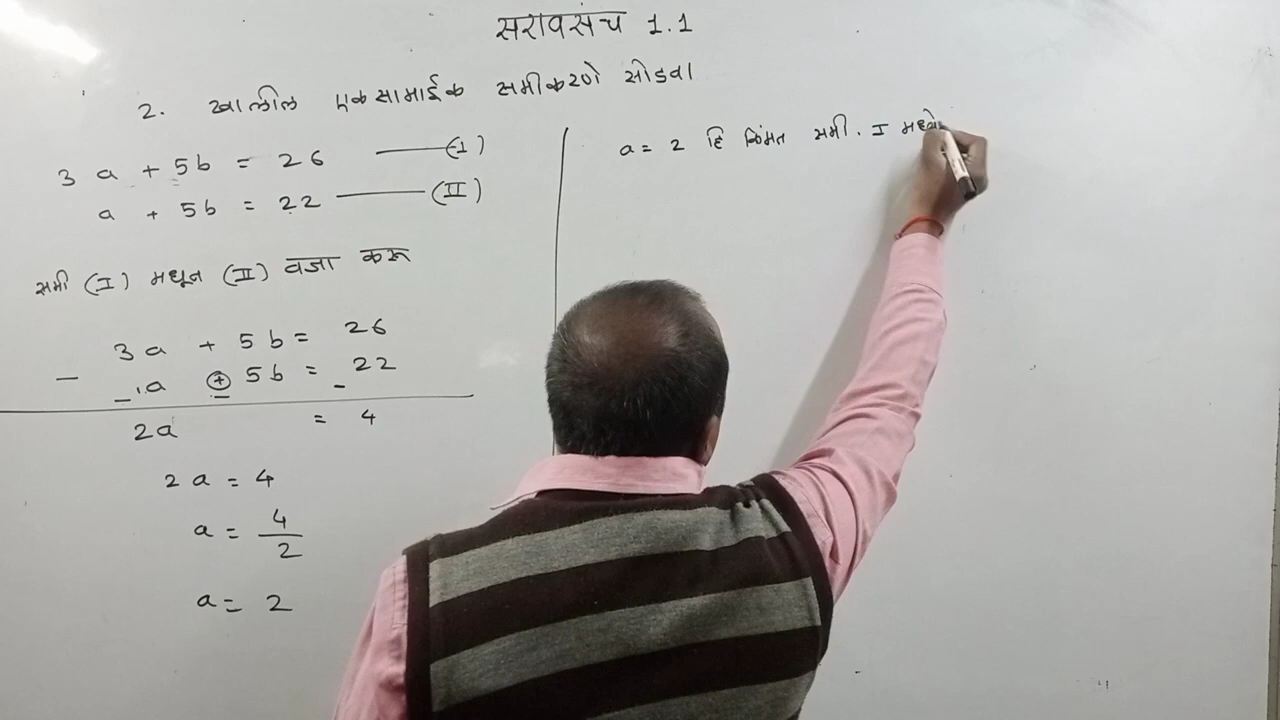 सरावसंच 1.1
2. खालील एकसामाईक समीकरणे सोडवा
3a + 5b = 26 (I)
a + 5b = 22 (II)
समी (I) मधून (II) वजा करू
3a + 5b = 26
- a + 5b = 22
- - -
2a = 4
2a = 4
a = 4/2
a = 2
a = 2 हि किंमत समी. I मध्ये